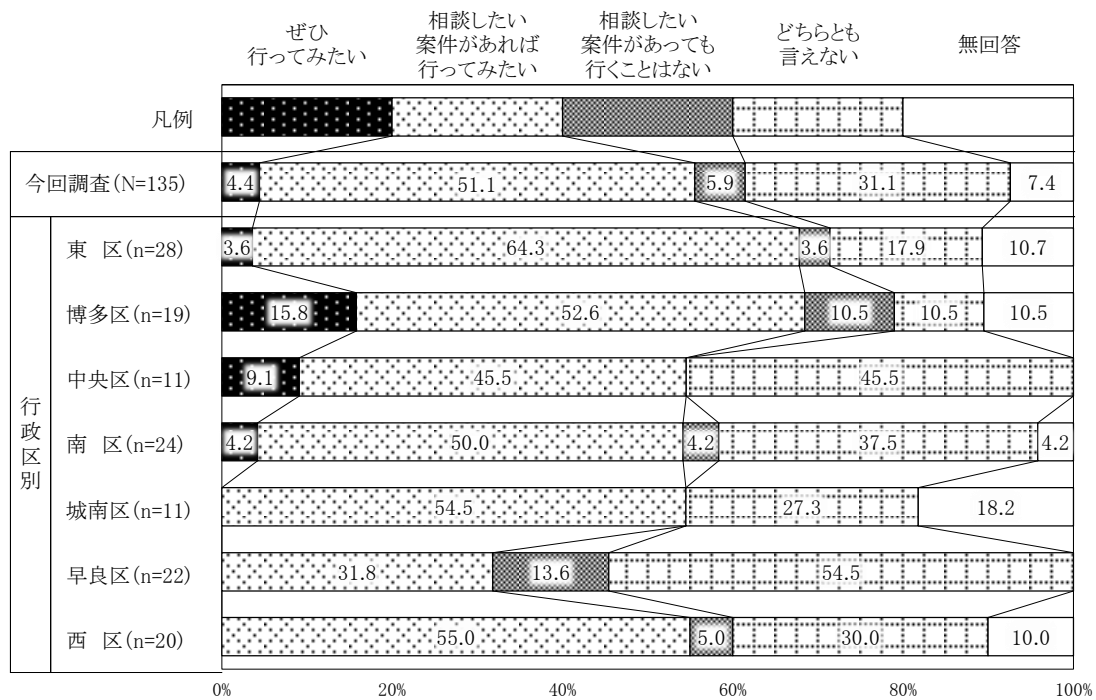 ぜひ
行ってみたい
相談したい
案件があれば
行ってみたい
相談したい
案件があっても
行くことはない
どちらとも
言えない
無回答
凡例
今回調査(N=135) 4.4 51.1 5.9 31.1 7.4
行政区別
東 区(n=28) 3.6 64.3 3.6 17.9 10.7
博多区(n=19) 15.8 52.6 10.5 10.5 10.5
中央区(n=11) 9.1 45.5 45.5
南 区(n=24) 4.2 50.0 4.2 37.5 4.2
城南区(n=11) 54.5 27.3 18.2
早良区(n=22) 31.8 13.6 54.5
西 区(n=20) 55.0 5.0 30.0 10.0
0% 20% 40% 60% 80% 100%